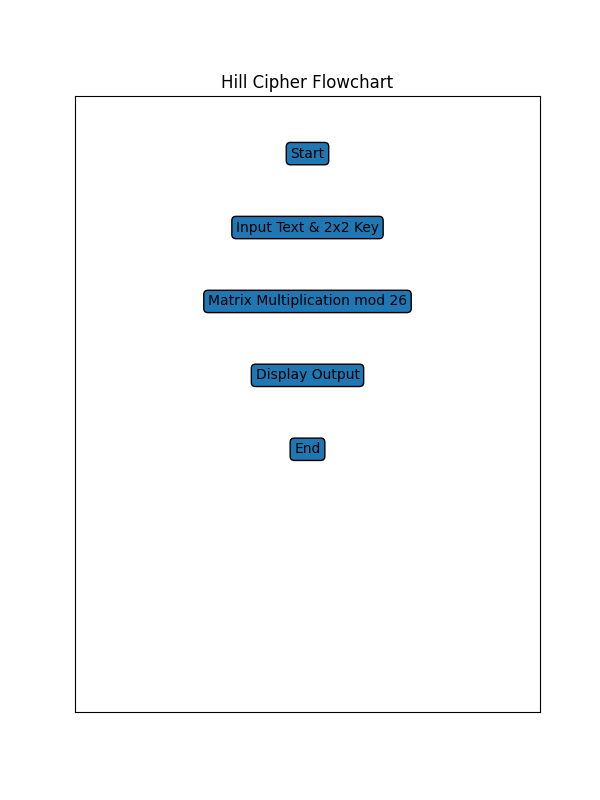 Hill Cipher Flowchart
Start
Input Text & 2x2 Key
Matrix Multiplication mod 26
Display Output
End